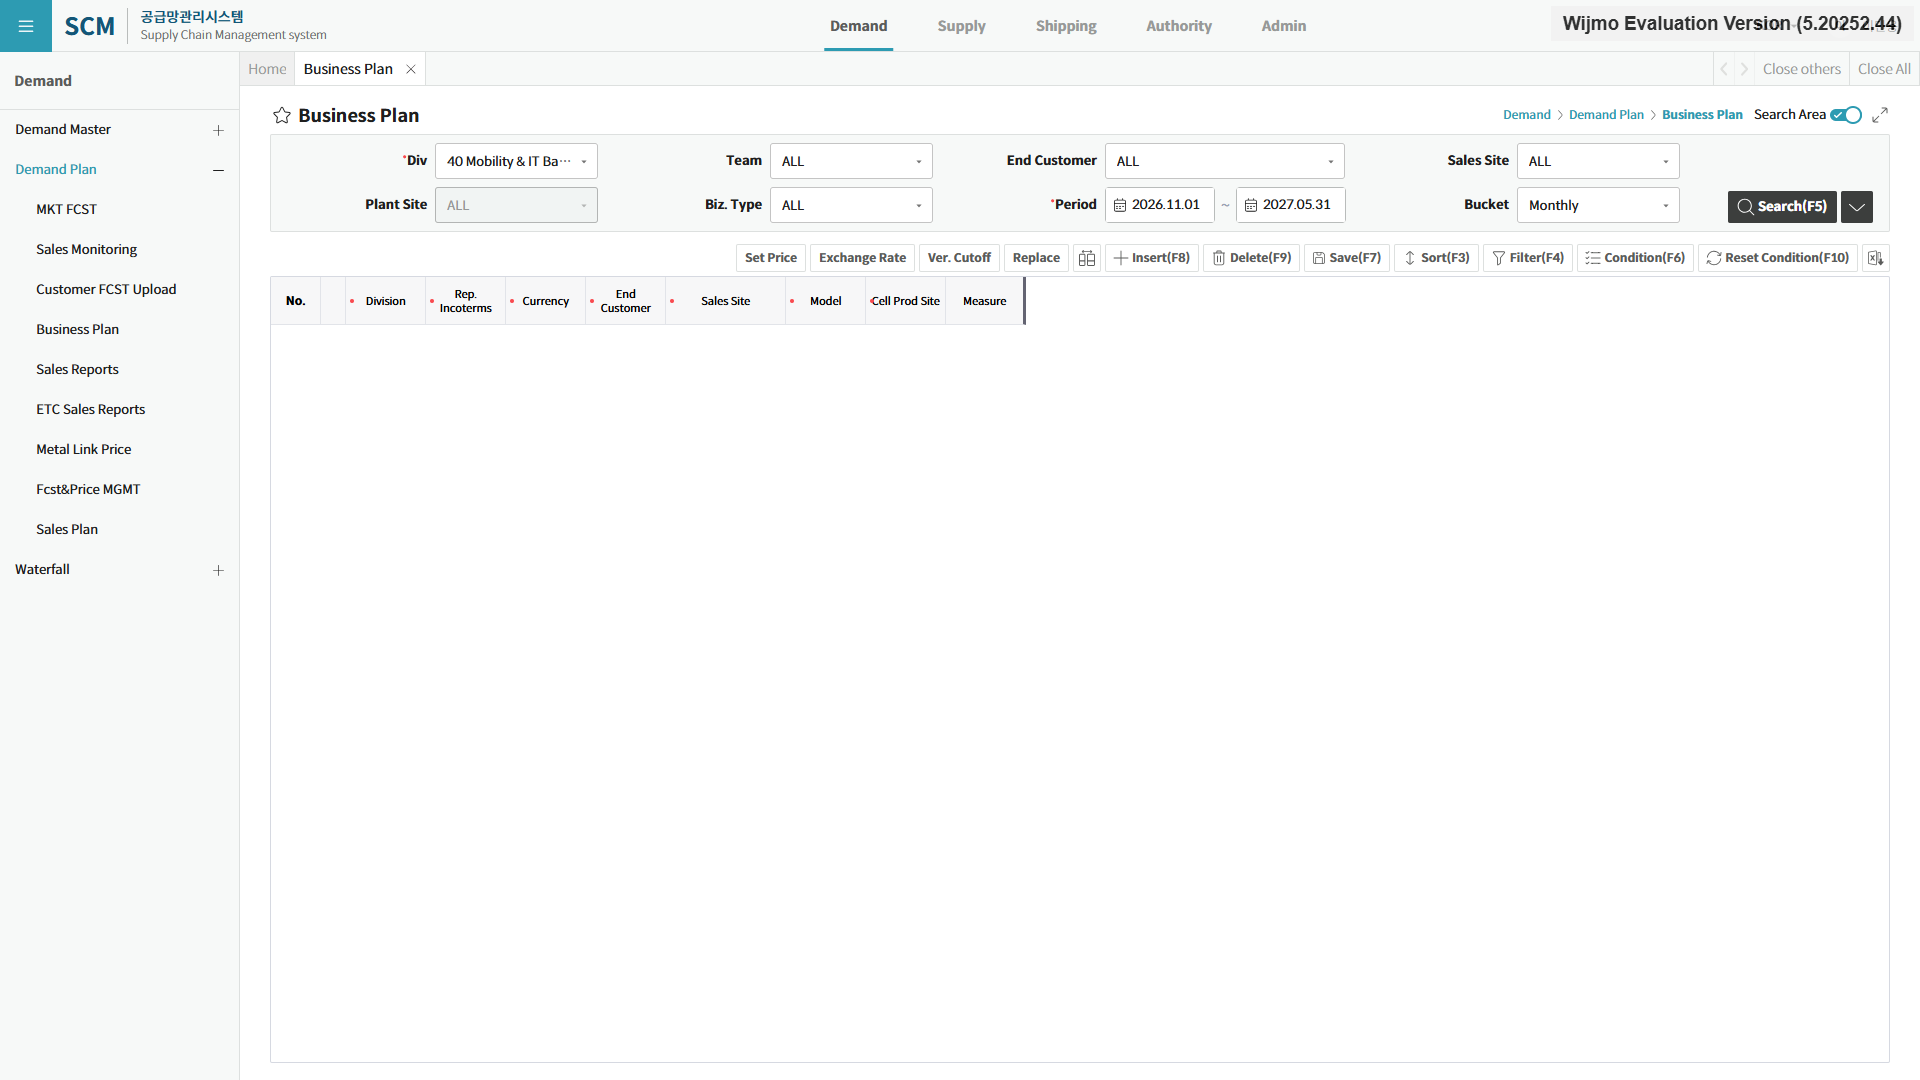 SCM
공급망관리시스템
Supply Chain Management system
Demand
Supply
Shipping
Authority
Admin
Wijmo Evaluation Version (5.20252.44)
Demand
Home
Business Plan
Close others
Close All
Demand Master
Demand Plan
MKT FCST
Sales Monitoring
Customer FCST Upload
Business Plan
Sales Reports
ETC Sales Reports
Metal Link Price
Fcst&Price MGMT
Sales Plan
Waterfall
Business Plan
Demand > Demand Plan > Business Plan
Search Area
*Div 40 Mobility & IT Ba···
Team ALL
End Customer ALL
Sales Site ALL
Plant Site ALL
Biz. Type ALL
*Period 2026.11.01 ~ 2027.05.31
Bucket Monthly
Search(F5)
Set Price
Exchange Rate
Ver. Cutoff
Replace
Insert(F8)
Delete(F9)
Save(F7)
Sort(F3)
Filter(F4)
Condition(F6)
Reset Condition(F10)
No.
Division
Rep.
Incoterms
Currency
End
Customer
Sales Site
Model
Cell Prod Site
Measure